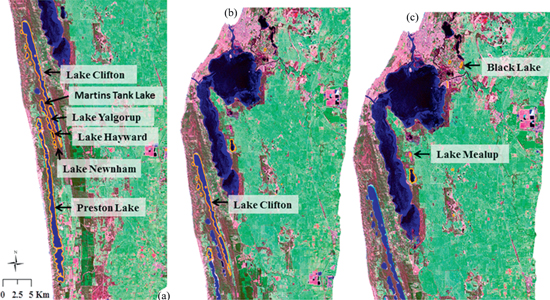 Lake Clifton
Martins Tank Lake
Lake Yalgorup
Lake Hayward
Lake Newnham
Preston Lake
N
0 2.5 5 Km
(a)
(b)
Lake Clifton
(c)
Black Lake
Lake Mealup